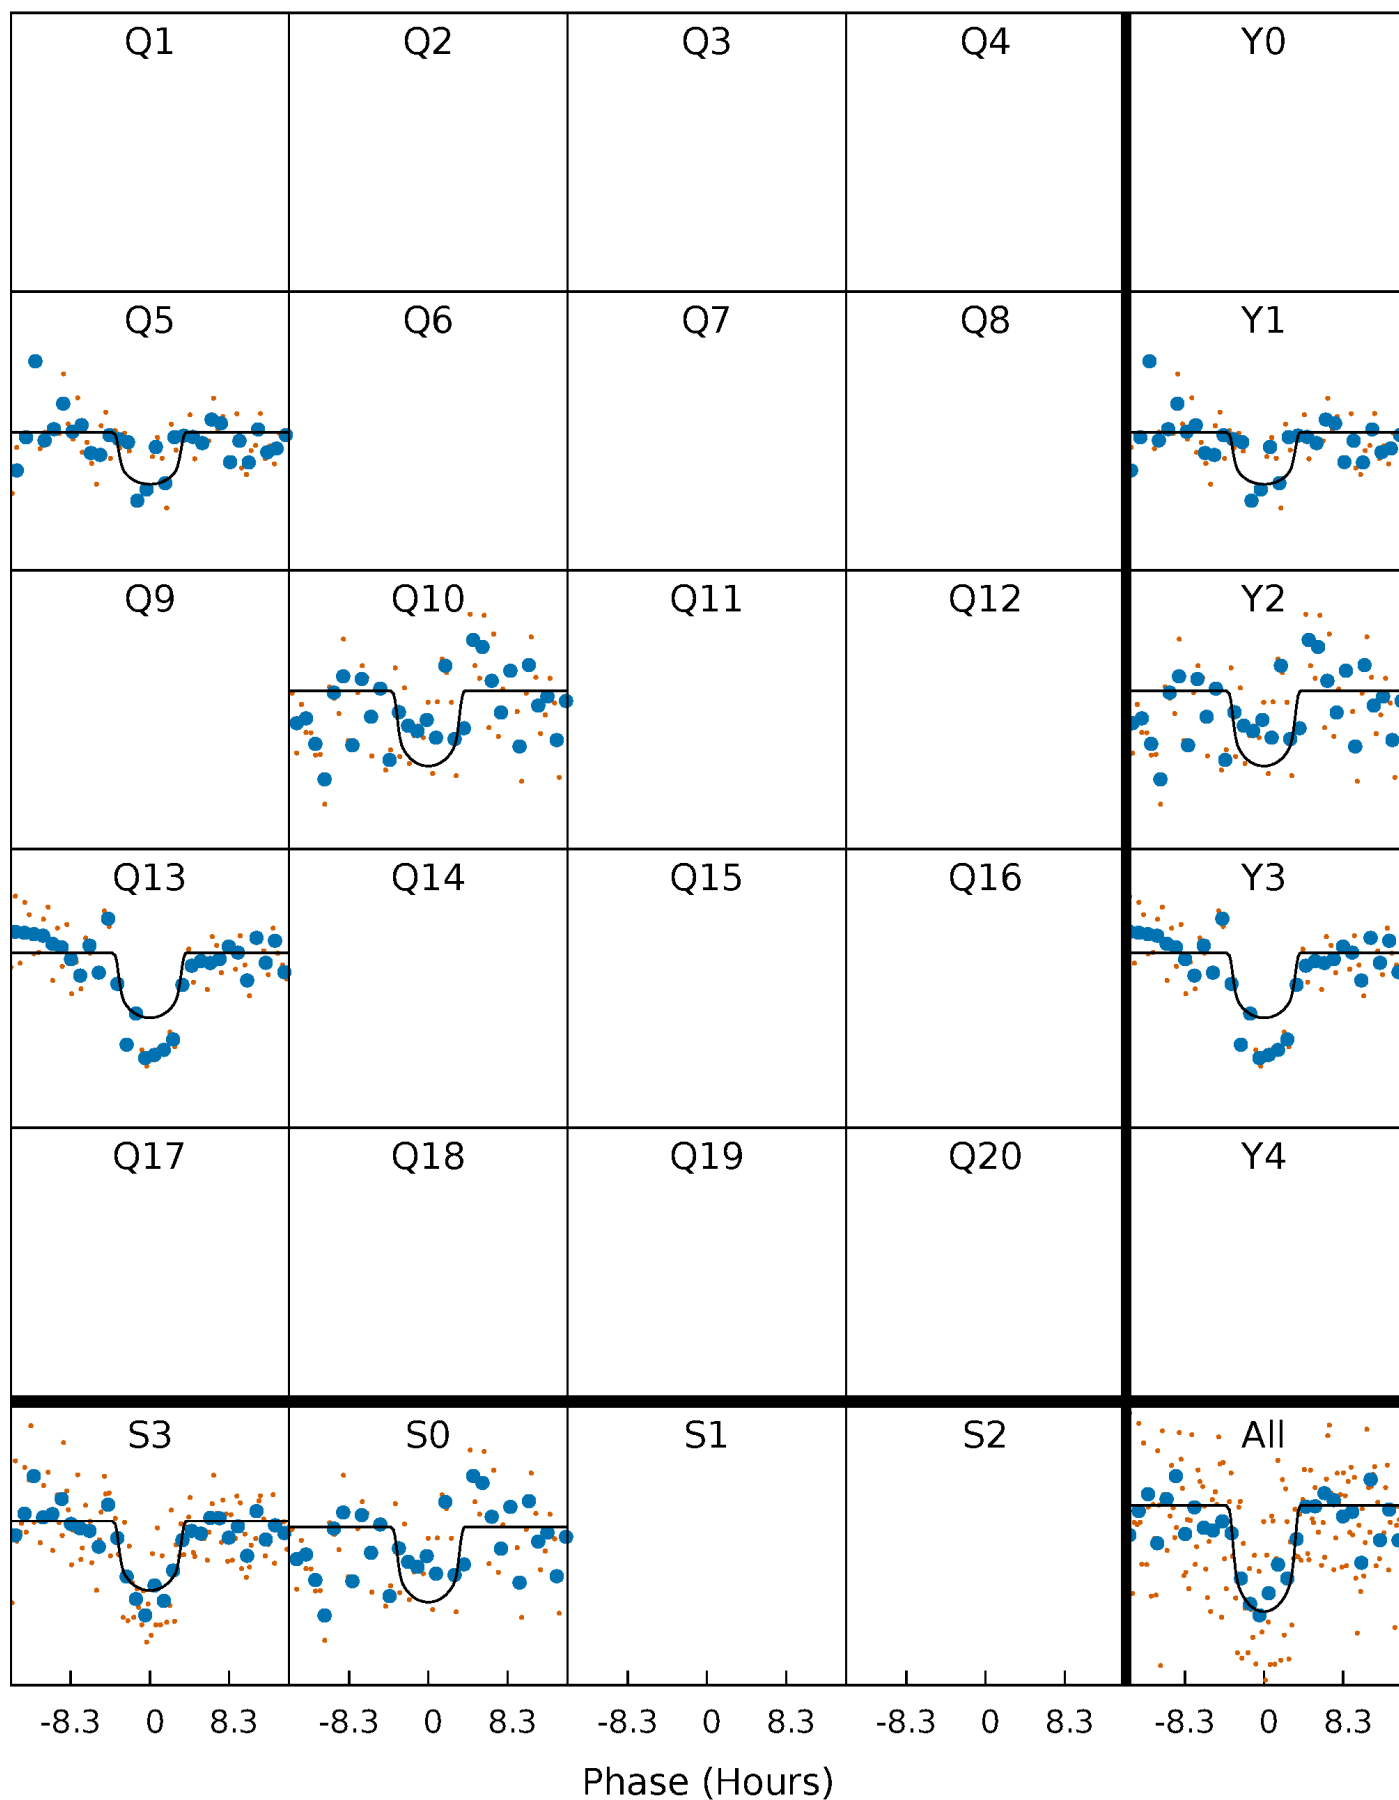 Q1 Q2 Q3 Q4 Y0
Q5 Q6 Q7 Q8 Y1
Q9 Q10 Q11 Q12 Y2
Q13 Q14 Q15 Q16 Y3
Q17 Q18 Q19 Q20 Y4
S3 S0 S1 S2 All
-8.3 0 8.3 -8.3 0 8.3 -8.3 0 8.3 -8.3 0 8.3 -8.3 0 8.3
Phase (Hours)